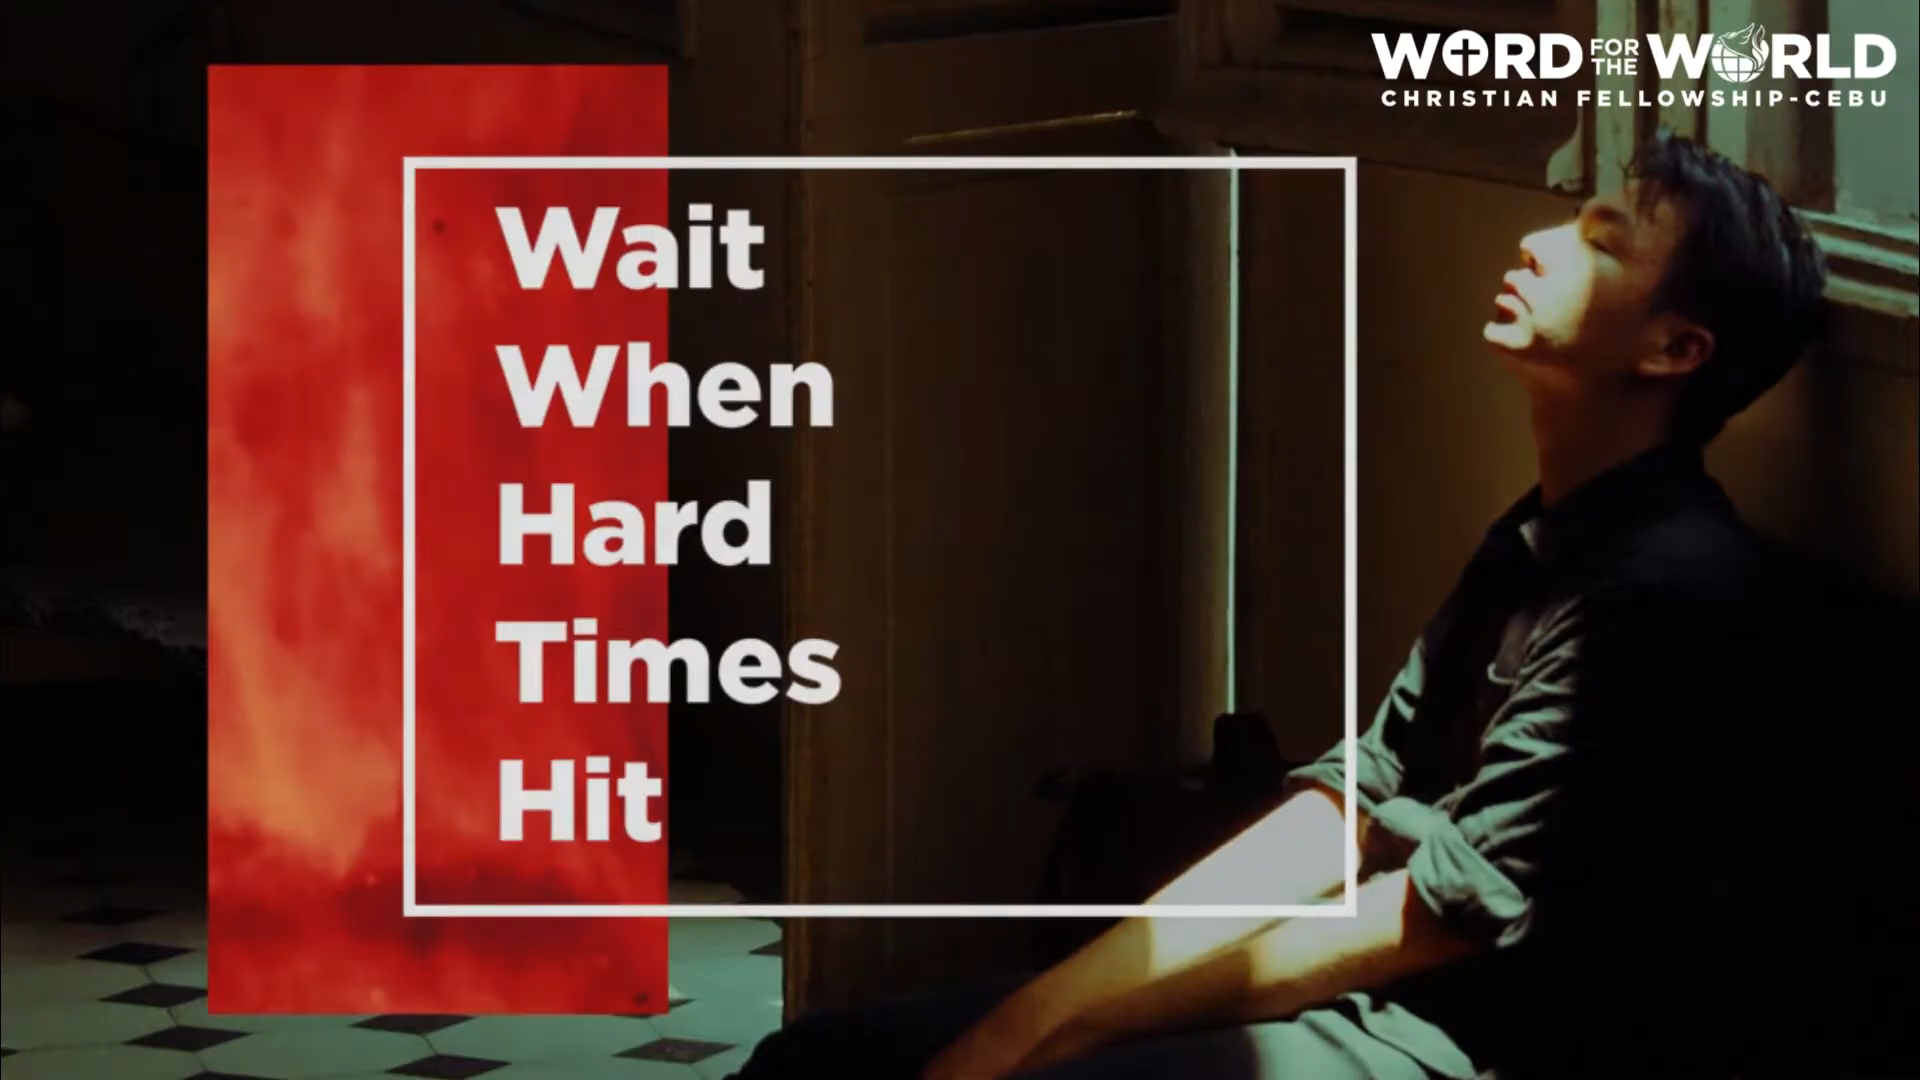 WORD FOR THE WORLD
CHRISTIAN FELLOWSHIP-CEBU
Wait
When
Hard
Times
Hit